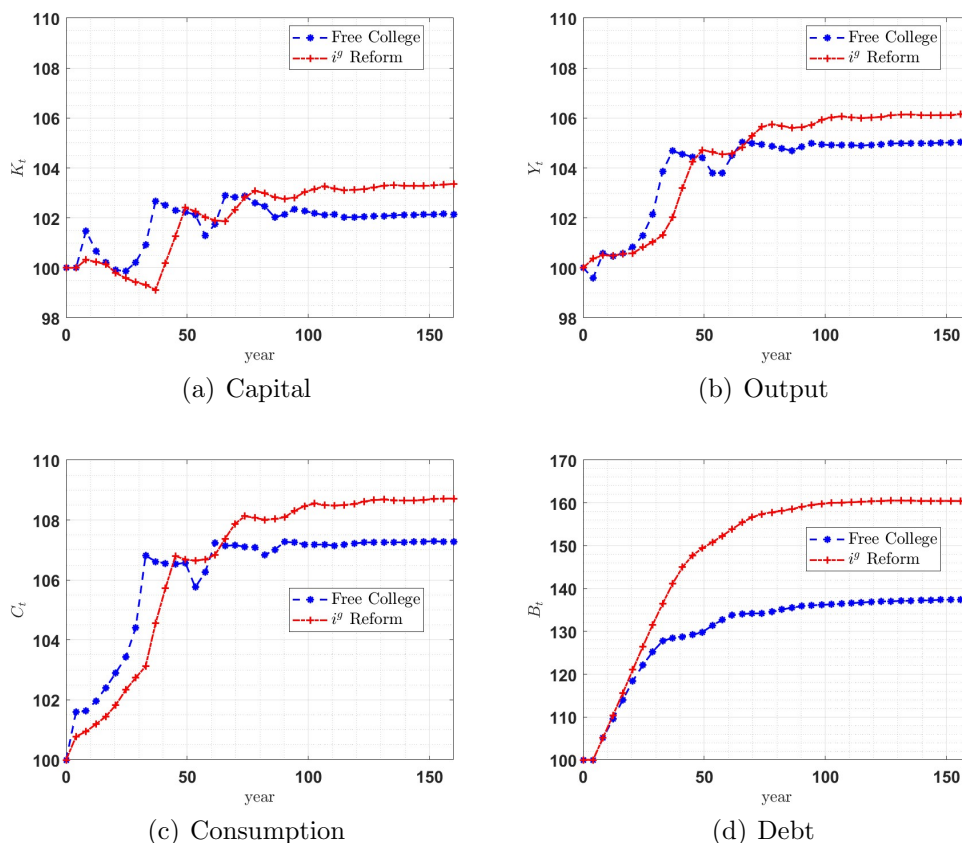 110
108
106
104
102
100
98
K_t
0 50 100 150
year
Free College
i^g Reform
(a) Capital
110
108
106
104
102
100
98
Y_t
0 50 100 150
year
Free College
i^g Reform
(b) Output
110
108
106
104
102
100
C_t
0 50 100 150
year
Free College
i^g Reform
(c) Consumption
170
160
150
140
130
120
110
100
B_t
0 50 100 150
year
Free College
i^g Reform
(d) Debt